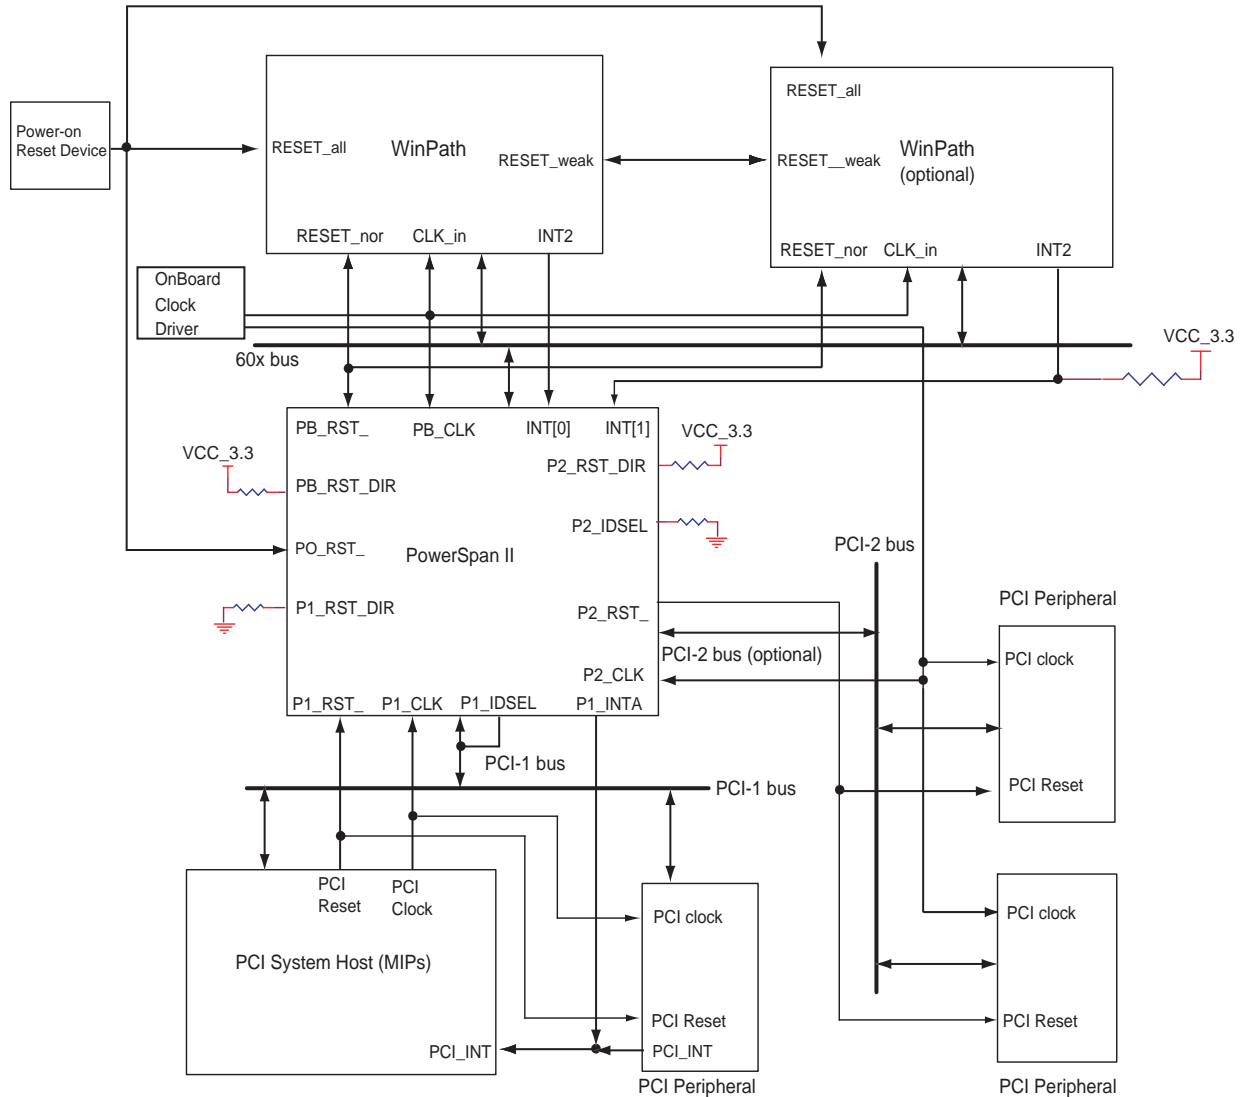 RESET_all
Power-on
Reset Device
RESET_all
WinPath
RESET_weak
RESET__weak
WinPath
(optional)
RESET_nor
CLK_in
INT2
RESET_nor
CLK_in
INT2
OnBoard
Clock
Driver
VCC_3.3
60x bus
PB_RST_
PB_CLK
INT[0]
INT[1]
VCC_3.3
VCC_3.3
P2_RST_DIR
PB_RST_DIR
P2_IDSEL
PCI-2 bus
PO_RST_
PowerSpan II
P1_RST_DIR
P2_RST_
PCI Peripheral
PCI-2 bus (optional)
PCI clock
P2_CLK
P1_RST_
P1_CLK
P1_IDSEL
P1_INTA
PCI-1 bus
PCI-1 bus
PCI Reset
PCI
Reset
PCI
Clock
PCI clock
PCI clock
PCI System Host (MIPs)
PCI Reset
PCI Reset
PCI_INT
PCI_INT
PCI Peripheral
PCI Peripheral